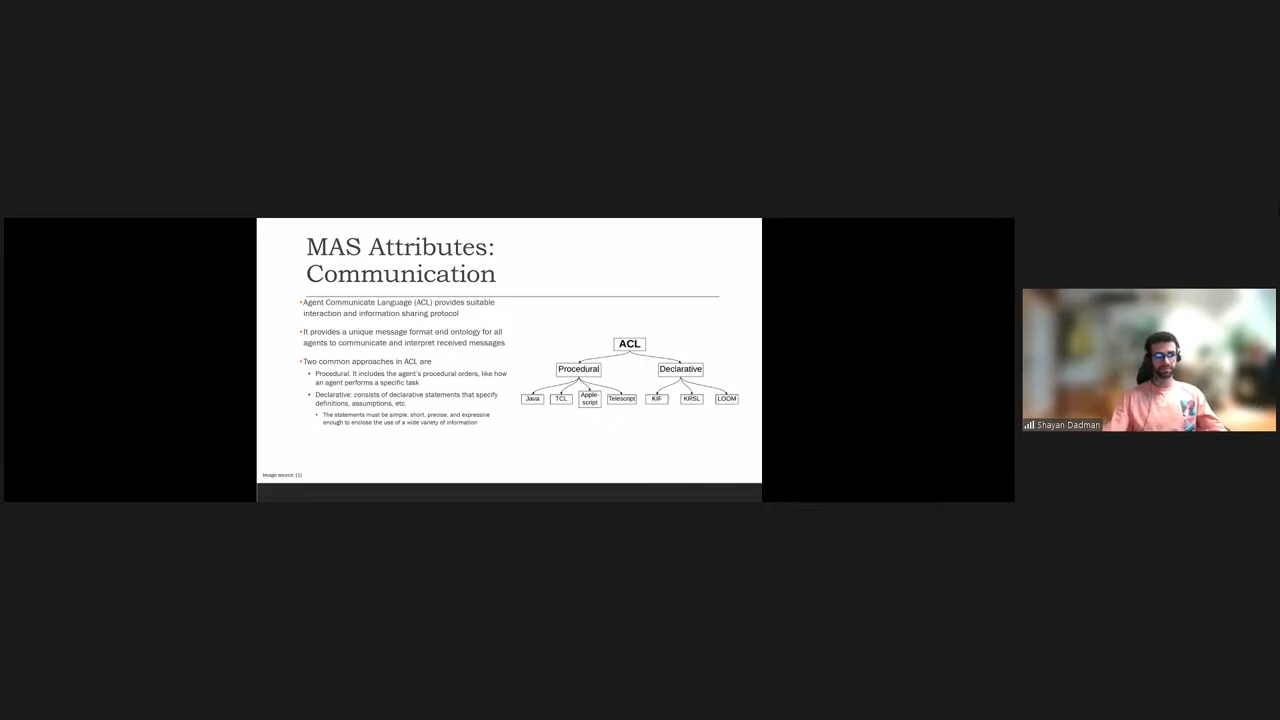 MAS Attributes:
Communication
•Agent Communicate Language (ACL) provides suitable
interaction and information sharing protocol
•It provides a unique message format and ontology for all
agents to communicate and interpret received messages
•Two common approaches in ACL are
• Procedural: It includes the agent's procedural orders, like how
an agent performs a specific task
• Declarative: consists of declarative statements that specify
definitions, assumptions, etc.
• The statements must be simple, short, precise, and expressive
enough to enclose the use of a wide variety of information
ACL
Procedural
Declarative
Java
TCL
Apple-
script
Telescript
KIF
KRSL
LOOM
Image source: [1]
Shayan Dadman